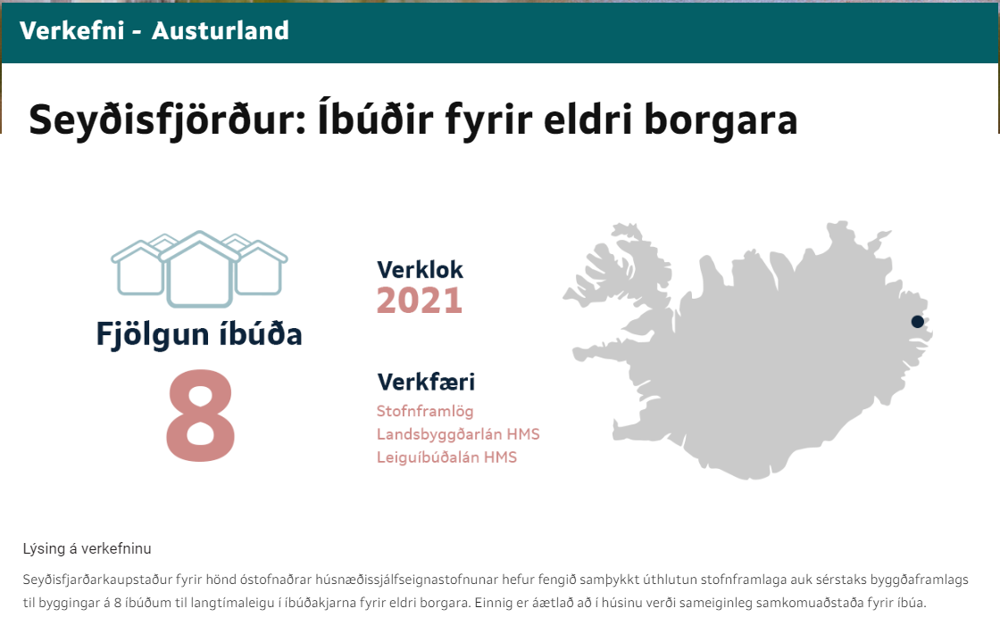 Verkefni - Austurland
Seyðisfjörður: Íbúðir fyrir eldri borgara
Fjölgun íbúða
8
Verklok
2021
Verkfæri
Stofnframlög
Landsbyggðarlán HMS
Leiguíbúðalán HMS
Lýsing á verkefninu
Seyðisfjarðarkaupstaður fyrir hönd óstofnaðrar húsnæðissjálfseignastofnunar hefur fengið samþykkt úthlutun stofnframlaga auk sérstaks byggðaframlags
til byggingar á 8 íbúðum til langtímaleigu í íbúðakjarna fyrir eldri borgara. Einnig er áætlað að í húsinu verði sameiginleg samkomuaðstaða fyrir íbúa.